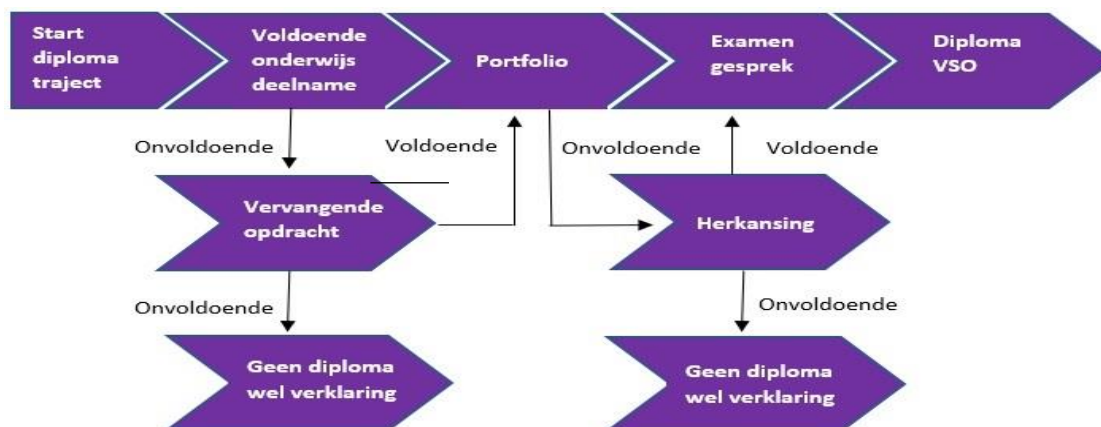 Start
diploma
traject
Voldoende
onderwijs
deelname
Portfolio
Examen
gesprek
Diploma
VSO
Onvoldoende
Voldoende
Onvoldoende
Voldoende
Vervangende
opdracht
Herkansing
Onvoldoende
Onvoldoende
Geen diploma
wel verklaring
Geen diploma
wel verklaring